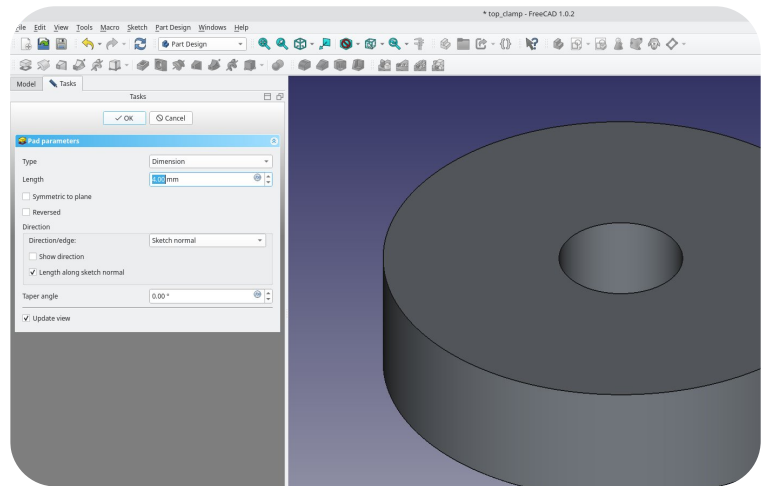 * top_clamp - FreeCAD 1.0.2
File Edit View Tools Macro Sketch Part Design Windows Help
Part Design
Model Tasks
Tasks
OK Cancel
Pad parameters
Type Dimension
Length 4.00 mm
Symmetric to plane
Reversed
Direction
Direction/edge: Sketch normal
Show direction
Length along sketch normal
Taper angle 0.00 °
Update view